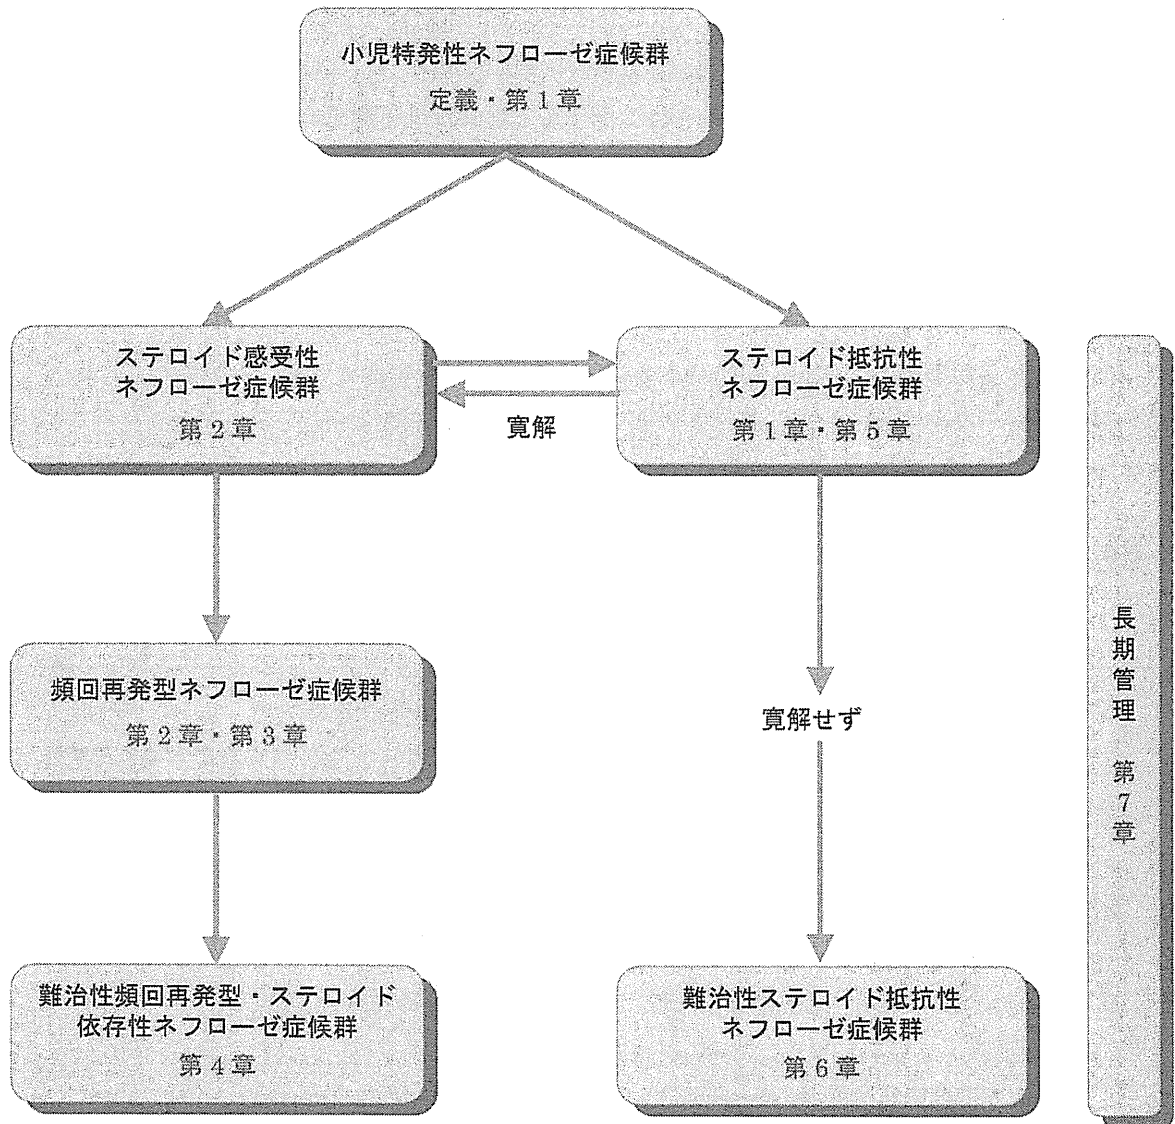 小児特発性ネフローゼ症候群
定義・第1章
ステロイド感受性
ネフローゼ症候群
第2章
寛解
ステロイド抵抗性
ネフローゼ症候群
第1章・第5章
頻回再発型ネフローゼ症候群
第2章・第3章
寛解せず
難治性頻回再発型・ステロイド
依存性ネフローゼ症候群
第4章
難治性ステロイド抵抗性
ネフローゼ症候群
第6章
長期管理 第7章